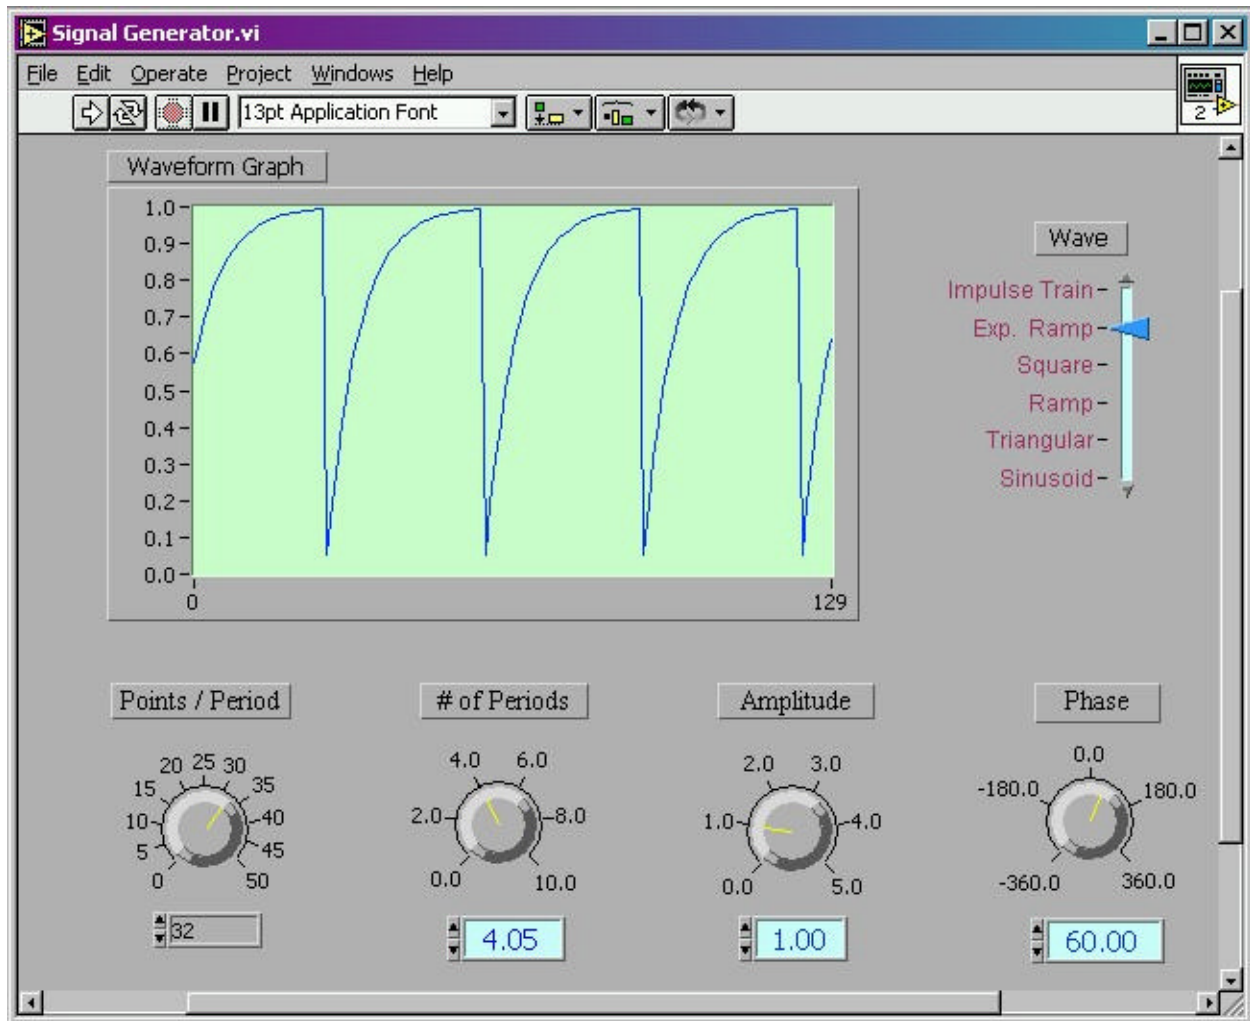 Signal Generator.vi
File Edit Operate Project Windows Help
13pt Application Font
2
Waveform Graph
1.0
0.9
0.8
0.7
0.6
0.5
0.4
0.3
0.2
0.1
0.0
0 129
Wave
Impulse Train
Exp. Ramp
Square
Ramp
Triangular
Sinusoid
Points / Period
0 5 10 15 20 25 30 35 40 45 50
32
# of Periods
0.0 2.0 4.0 6.0 8.0 10.0
4.05
Amplitude
0.0 1.0 2.0 3.0 4.0 5.0
1.00
Phase
-360.0 -180.0 0.0 180.0 360.0
60.00